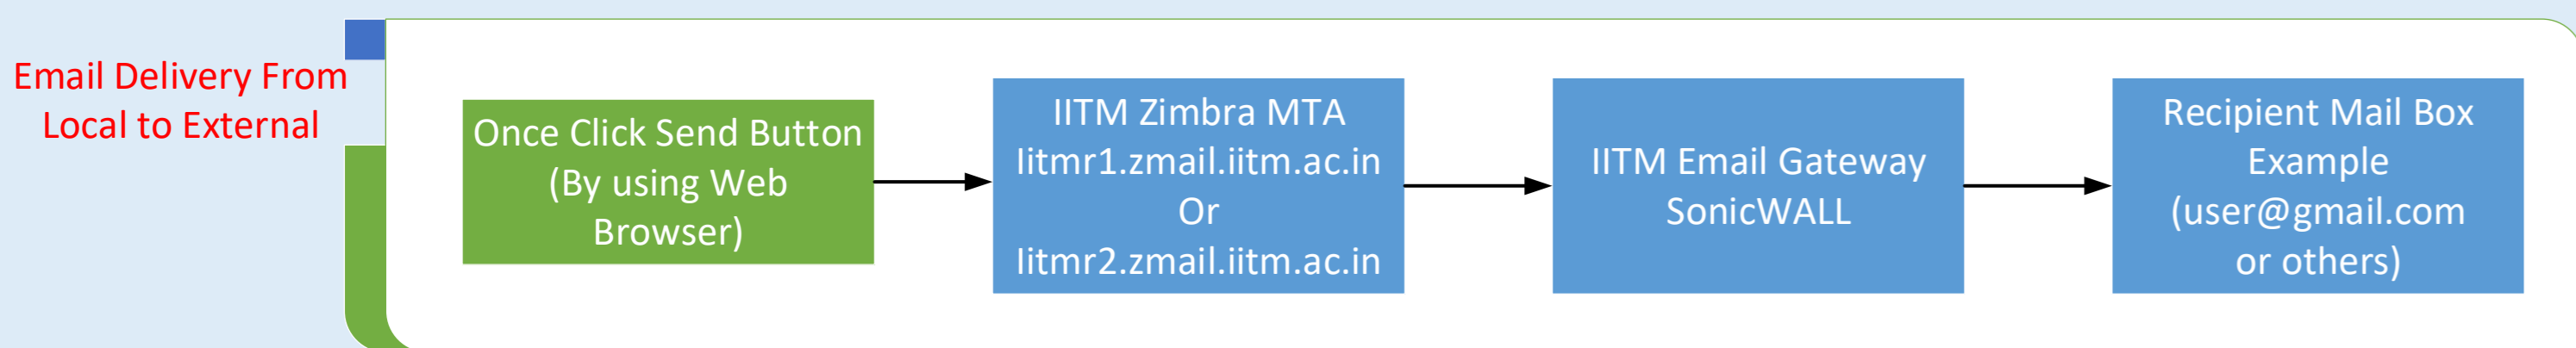 Email Delivery From
Local to External
Once Click Send Button
(By using Web
Browser)
IITM Zimbra MTA
Iitmr1.zmail.iitm.ac.in
Or
Iitmr2.zmail.iitm.ac.in
IITM Email Gateway
SonicWALL
Recipient Mail Box
Example
(user@gmail.com
or others)